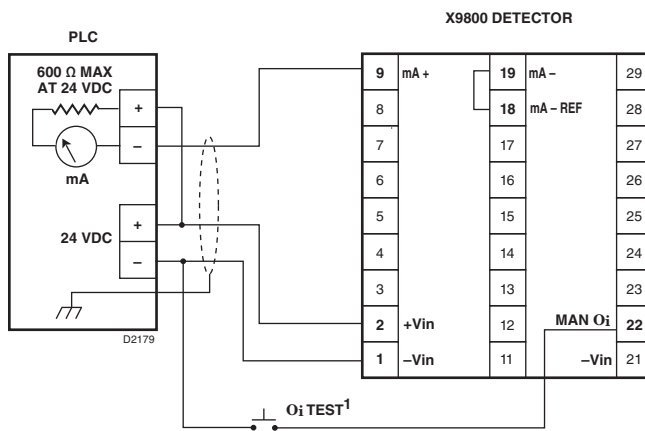 X9800 DETECTOR
PLC
600 Ω MAX
AT 24 VDC
+
–
mA
24 VDC
+
–
D2179
9 mA + 19 mA – 29
8 18 mA – REF 28
7 17 27
6 16 26
5 15 25
4 14 24
3 13 23
2 +Vin 12 MAN Oi 22
1 –Vin 11 –Vin 21
Oi TEST1